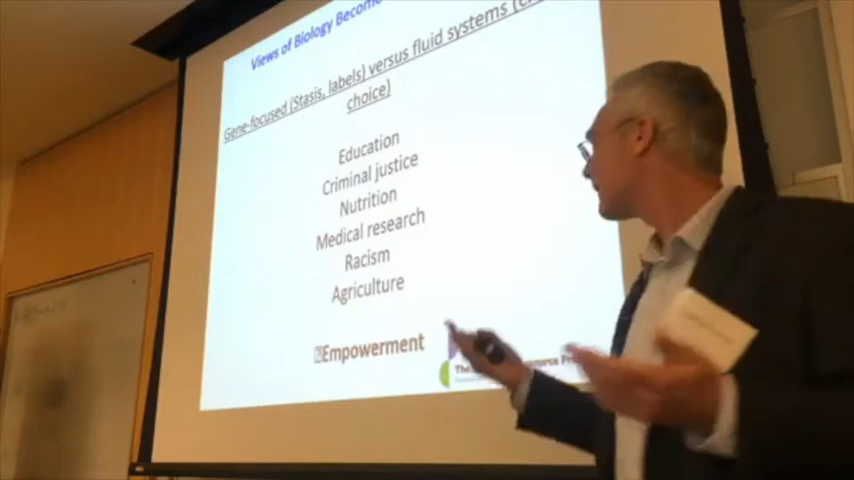 Views of Biology Become
Gene-focused (Stasis, labels) versus fluid systems
choice)
Education
Criminal justice
Nutrition
Medical research
Racism
Agriculture
Empowerment
The